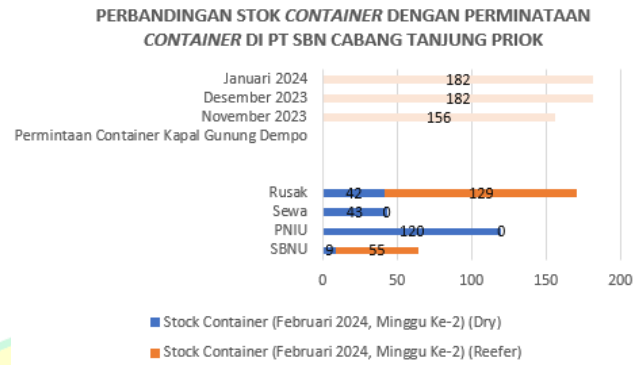 PERBANDINGAN STOK CONTAINER DENGAN PERMINATAAN
CONTAINER DI PT SBN CABANG TANJUNG PRIOK
Januari 2024 182
Desember 2023 182
November 2023 156
Permintaan Container Kapal Gunung Dempo
Rusak 42 129
Sewa 43 0
PNIU 120 0
SBNU 9 55
0 50 100 150 200
Stock Container (Februari 2024, Minggu Ke-2) (Dry)
Stock Container (Februari 2024, Minggu Ke-2) (Reefer)